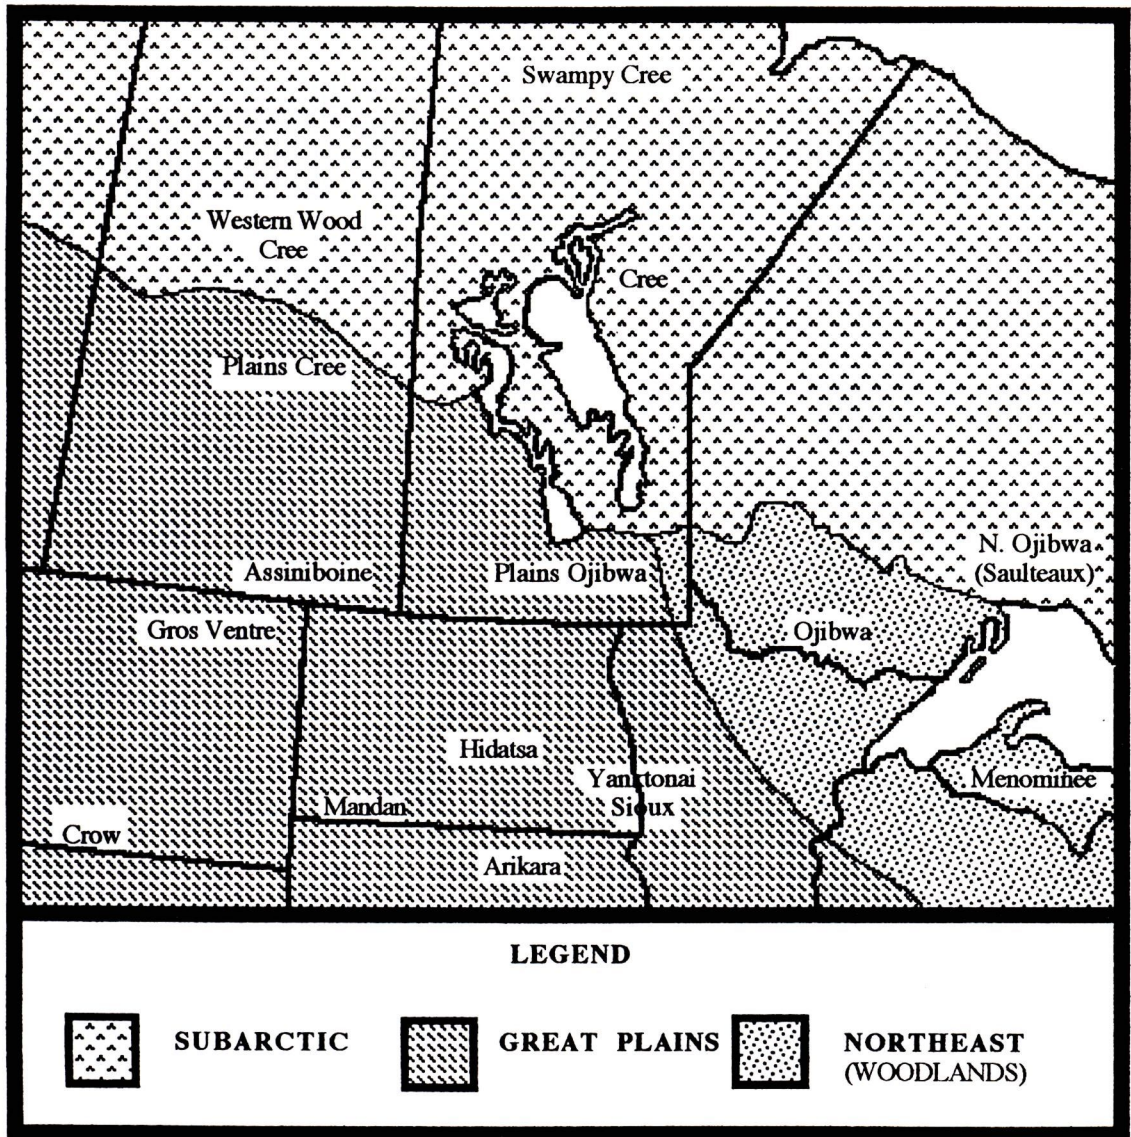 Swampy Cree
Western Wood
Cree
Cree
Plains Cree
N. Ojibwa
(Saulteaux)
Assiniboine
Plains Ojibwa
Gros Ventre
Ojibwa
Hidatsa
Yanktonai
Sioux
Menominee
Mandan
Crow
Arikara
LEGEND
SUBARCTIC
GREAT PLAINS
NORTHEAST
(WOODLANDS)